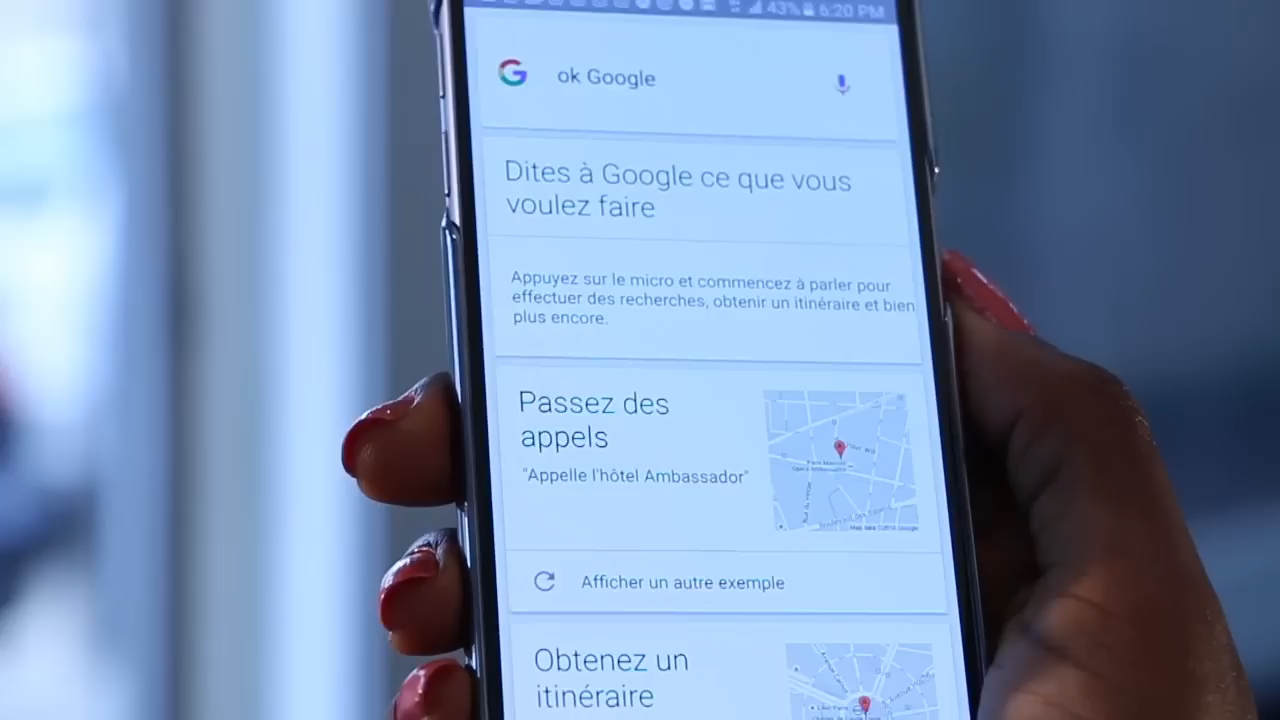 43% 6:20 PM
ok Google
Dites à Google ce que vous
voulez faire
Appuyez sur le micro et commencez à parler pour
effectuer des recherches, obtenir un itinéraire et bien
plus encore.
Passez des
appels
"Appelle l'hôtel Ambassador"
Afficher un autre exemple
Obtenez un
itinéraire